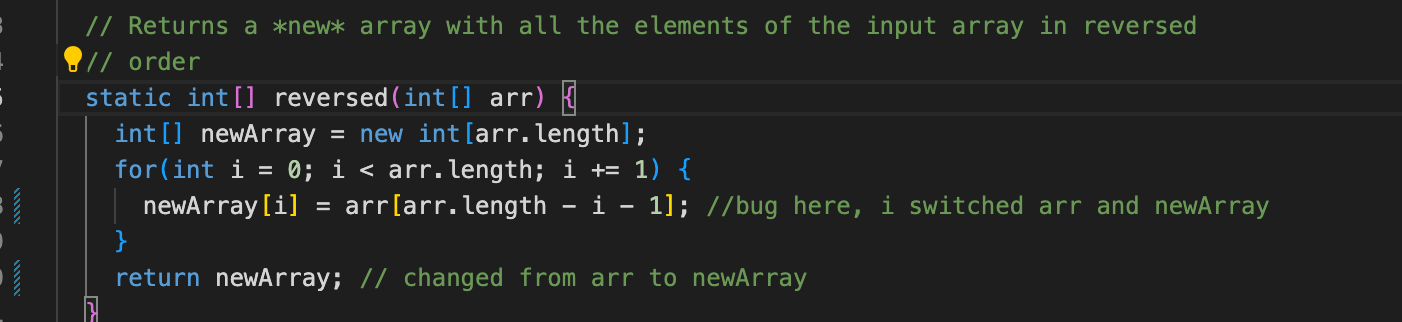 // Returns a *new* array with all the elements of the input array in reversed
// order
static int[] reversed(int[] arr) {
int[] newArray = new int[arr.length];
for(int i = 0; i < arr.length; i += 1) {
newArray[i] = arr[arr.length - i - 1]; //bug here, i switched arr and newArray
}
return newArray; // changed from arr to newArray
}